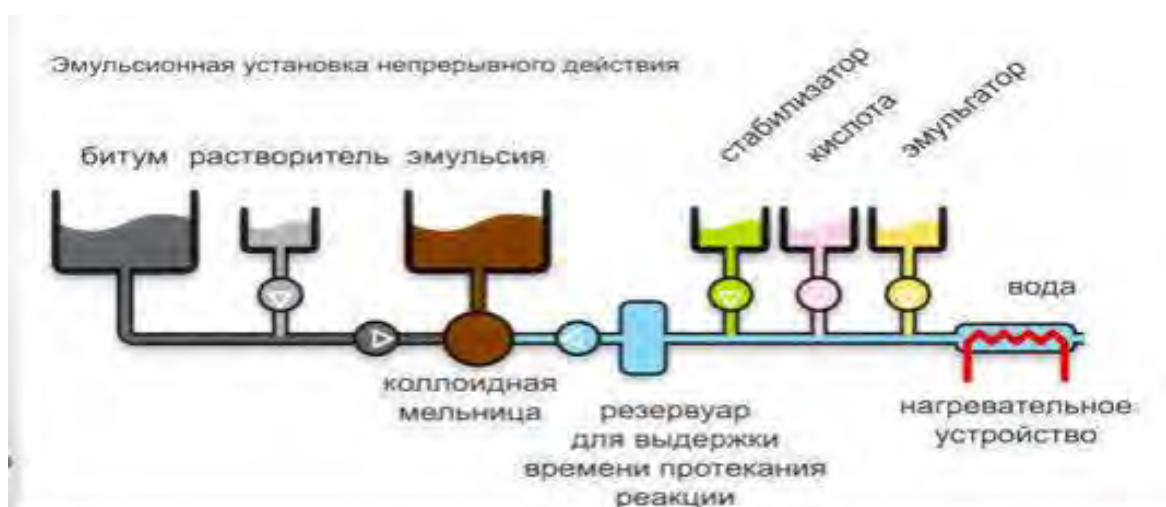 Эмульсионная установка непрерывного действия
стабилизатор
кислота
эмульгатор
битум растворитель эмульсия
вода
коллоидная
мельница
резервуар
для выдержки
времени протекания
реакции
нагревательное
устройство